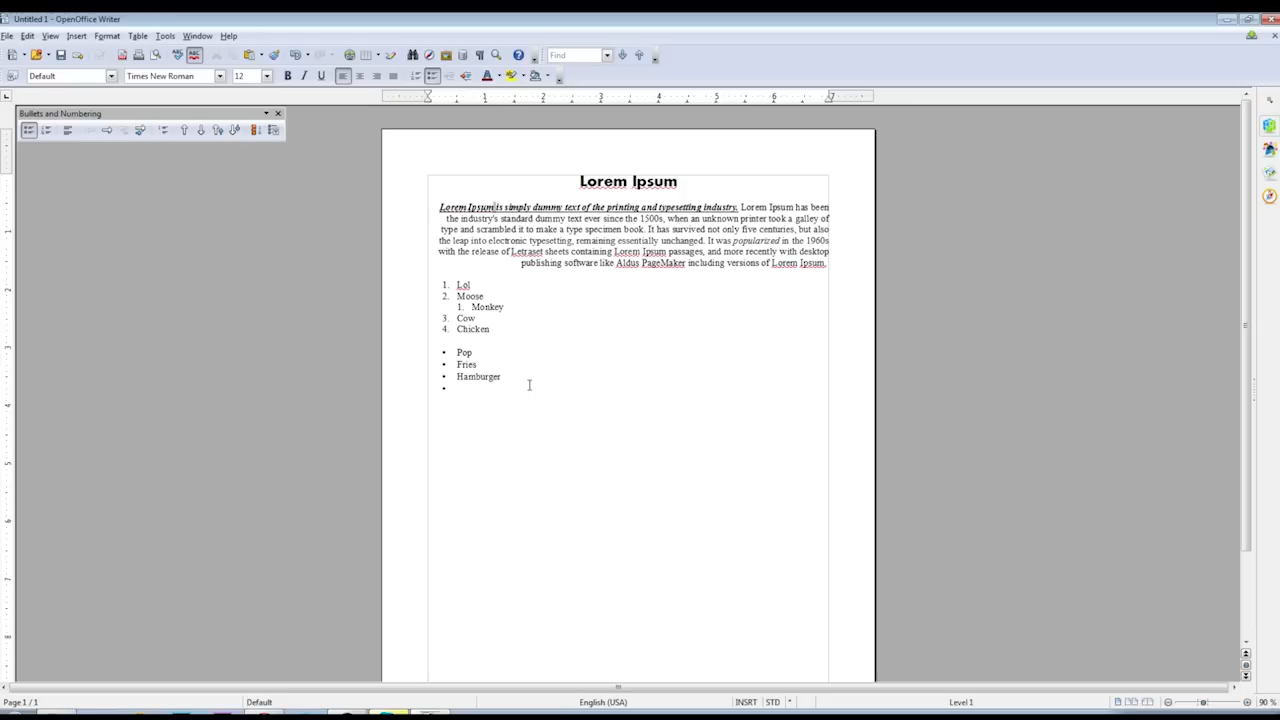 Untitled 1 - OpenOffice Writer
File Edit View Insert Format Table Tools Window Help
Find
Default Times New Roman 12 B I U
1 2 3 4 5 6 7
Bullets and Numbering
Lorem Ipsum
Lorem Ipsum is simply dummy text of the printing and typesetting industry. Lorem Ipsum has been
the industry's standard dummy text ever since the 1500s, when an unknown printer took a galley of
type and scrambled it to make a type specimen book. It has survived not only five centuries, but also
the leap into electronic typesetting, remaining essentially unchanged. It was popularized in the 1960s
with the release of Letraset sheets containing Lorem Ipsum passages, and more recently with desktop
publishing software like Aldus PageMaker including versions of Lorem Ipsum.
1. Lol
2. Moose
1. Monkey
3. Cow
4. Chicken
• Pop
• Fries
• Hamburger
•
Page 1 / 1 Default English (USA) INSRT STD * Level 1 90 %